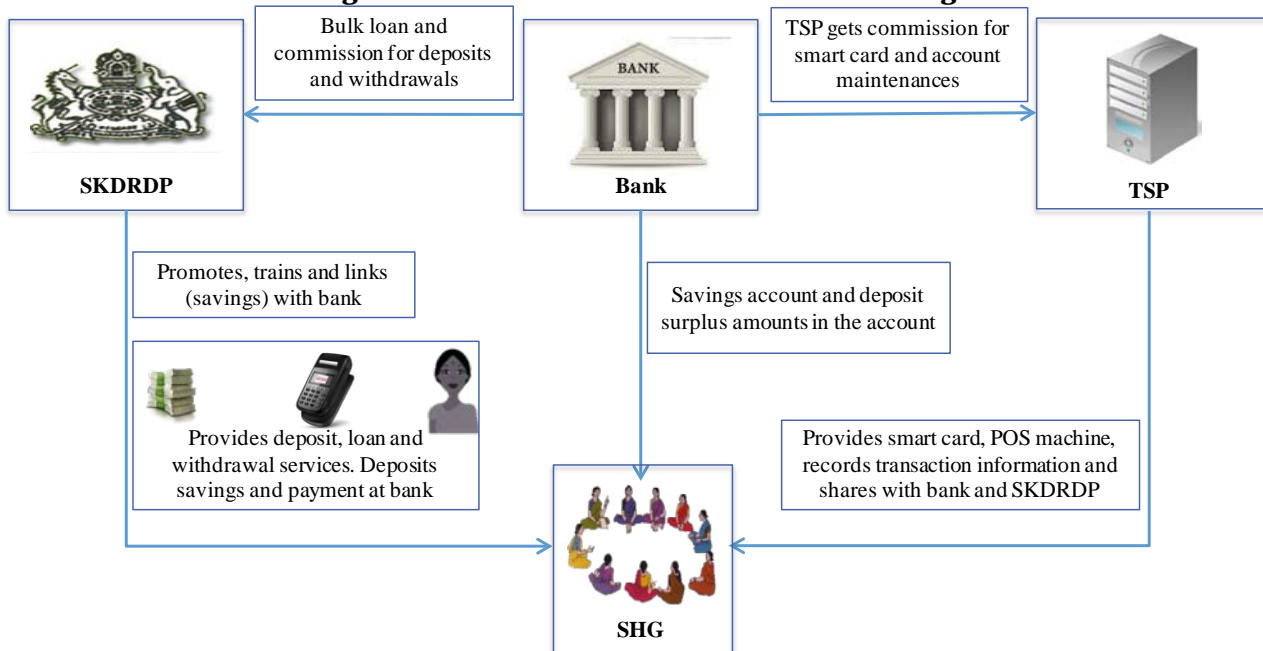 Bulk loan and
commission for deposits
and withdrawals
TSP gets commission for
smart card and account
maintenances
BANK
SKDRDP
Bank
TSP
Promotes, trains and links
(savings) with bank
Savings account and deposit
surplus amounts in the account
Provides deposit, loan and
withdrawal services. Deposits
savings and payment at bank
Provides smart card, POS machine,
records transaction information and
shares with bank and SKDRDP
SHG